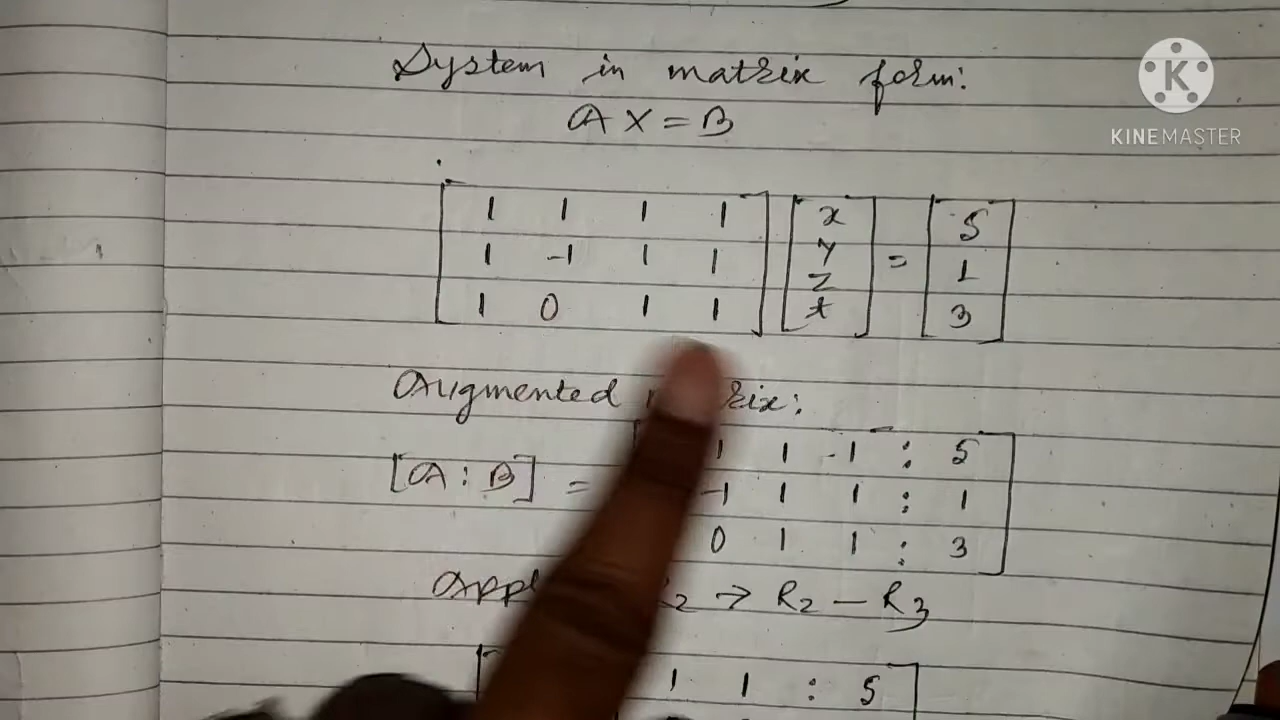 System in matrix form:
KINEMASTER
A X = B
1 1 1 1 x 5
1 -1 1 1 y = 1
1 0 1 1 z
t 3
Augmented
1 1 -1 : 5
[A : B] = -1 1 1 : 1
0 1 1 : 3
→ R2 - R3
1 1 : 5